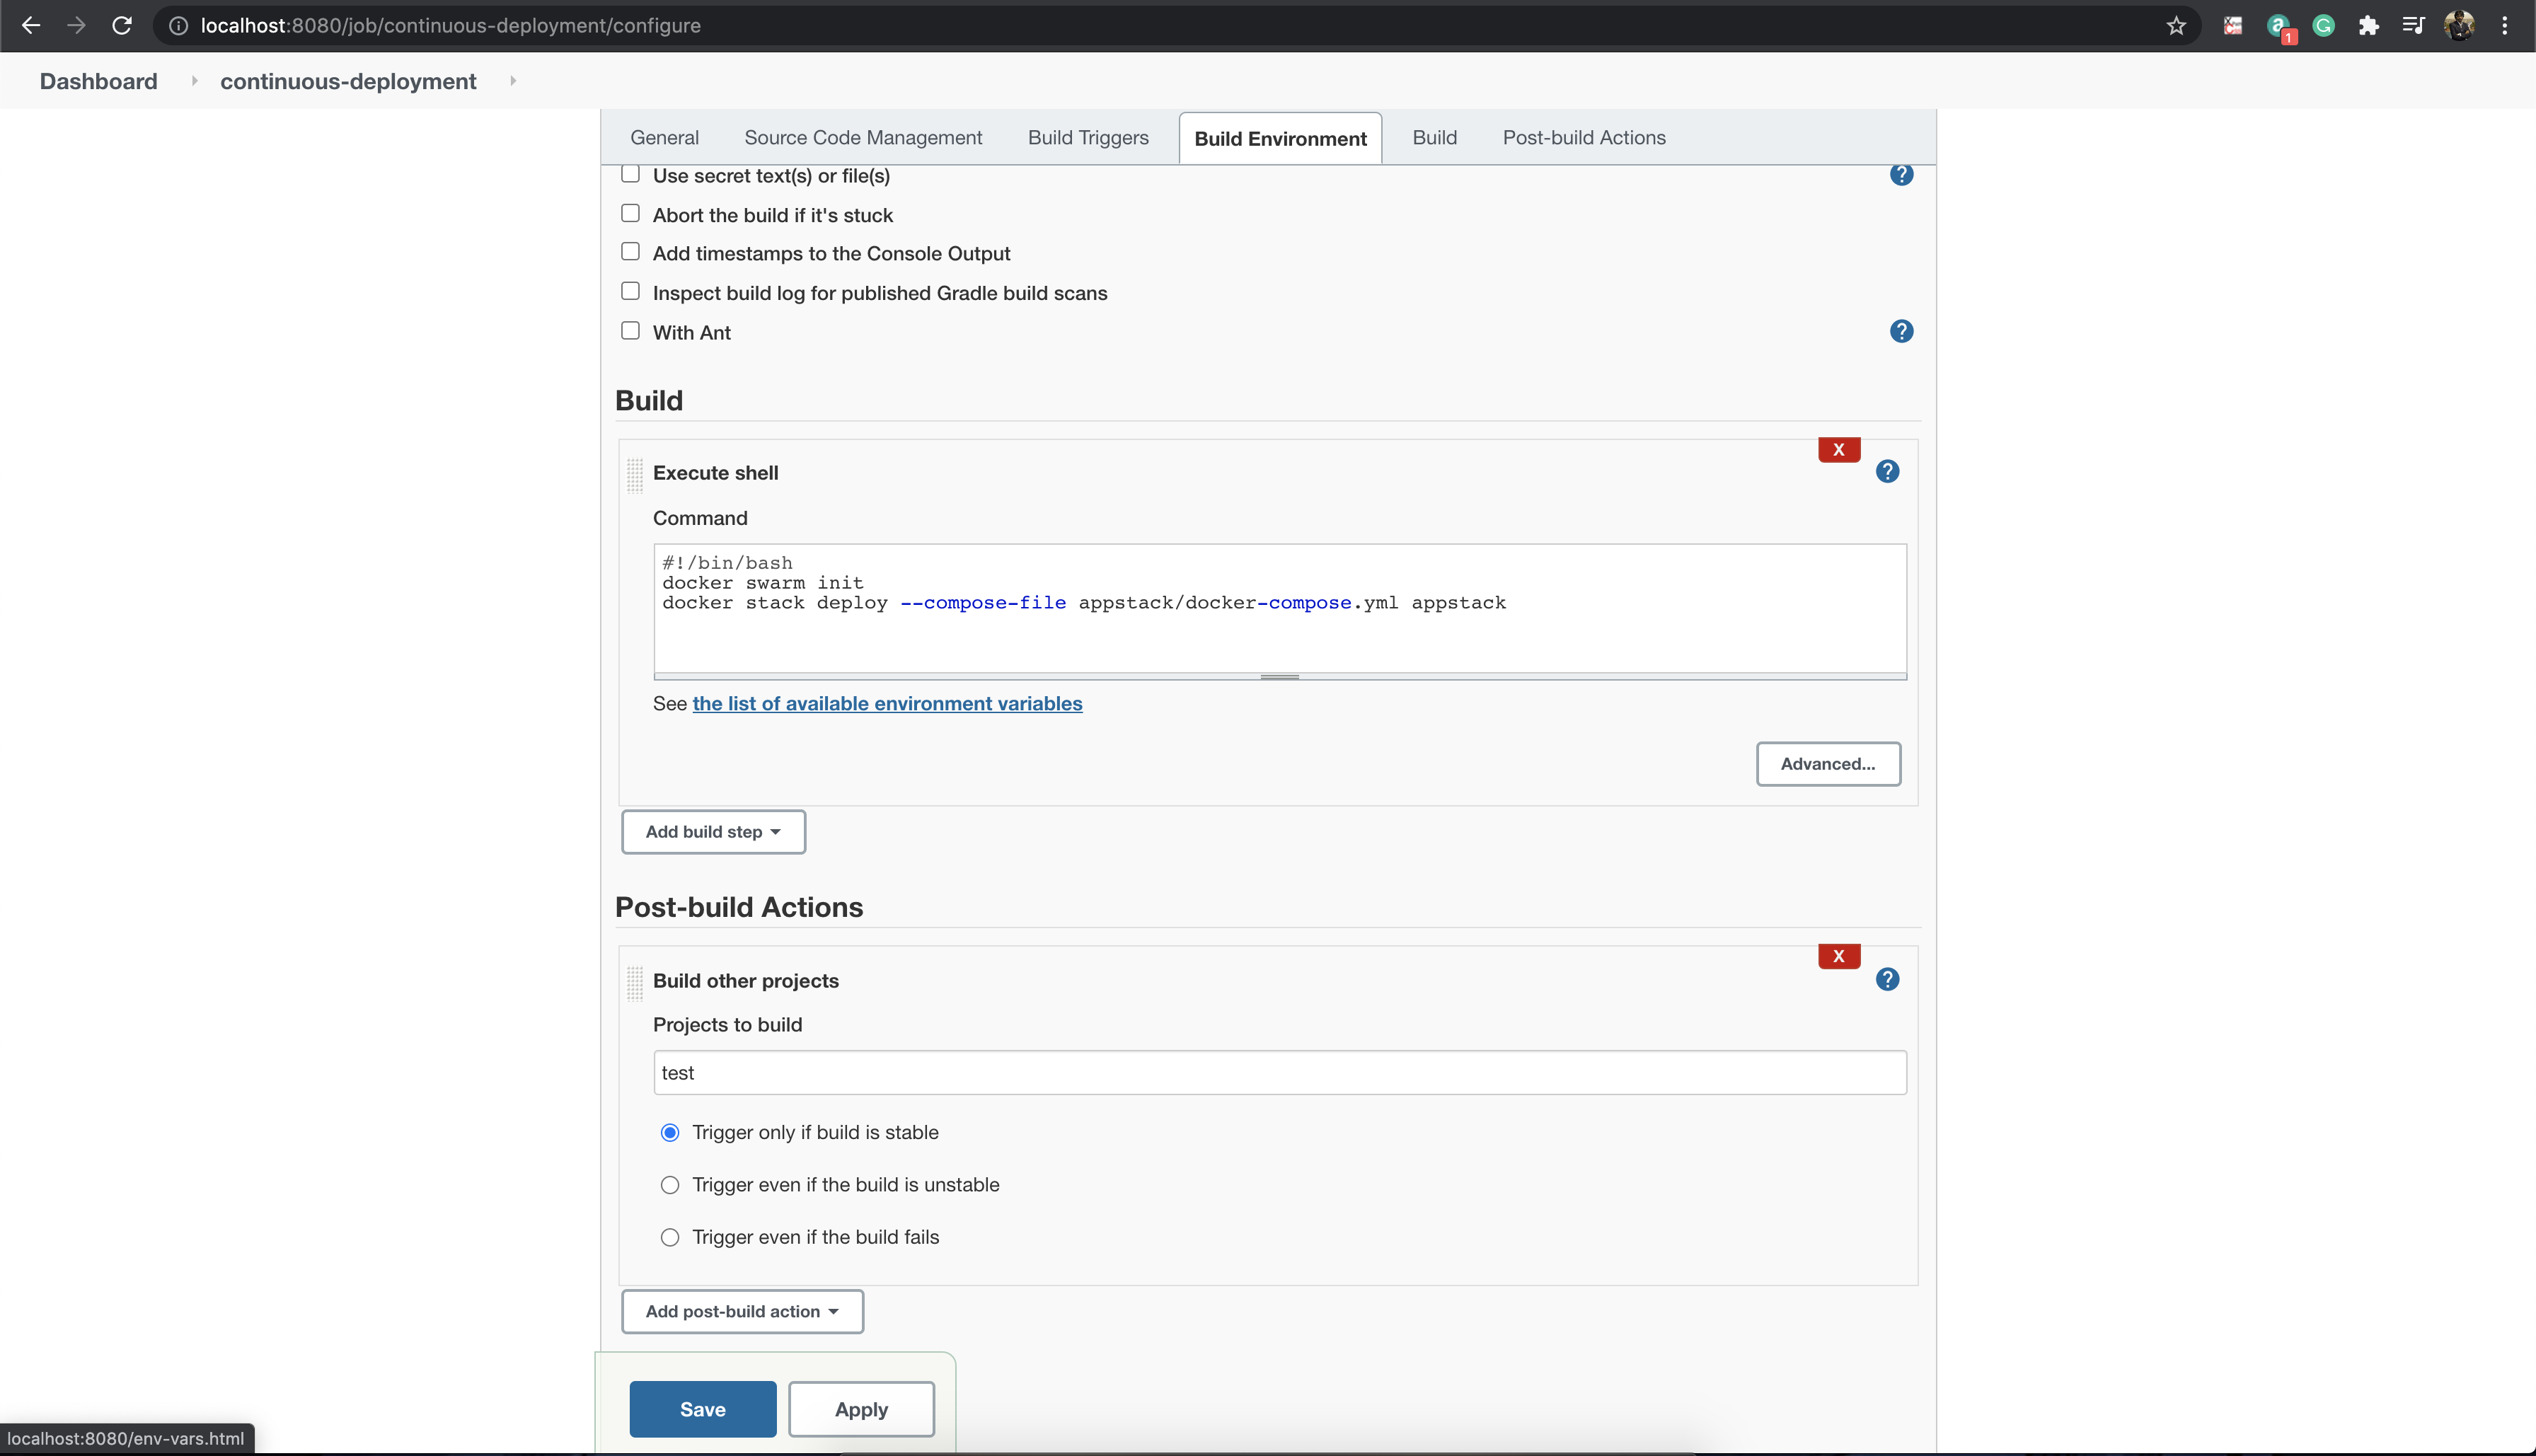 localhost:8080/job/continuous-deployment/configure
1
Dashboard continuous-deployment
General Source Code Management Build Triggers Build Environment Build Post-build Actions
Use secret text(s) or file(s) ?
Abort the build if it's stuck
Add timestamps to the Console Output
Inspect build log for published Gradle build scans
With Ant ?
Build
X
Execute shell ?
Command
#!/bin/bash
docker swarm init
docker stack deploy --compose-file appstack/docker-compose.yml appstack
See the list of available environment variables
Advanced...
Add build step
Post-build Actions
X
Build other projects ?
Projects to build
test
Trigger only if build is stable
Trigger even if the build is unstable
Trigger even if the build fails
Add post-build action
Save Apply
localhost:8080/env-vars.html